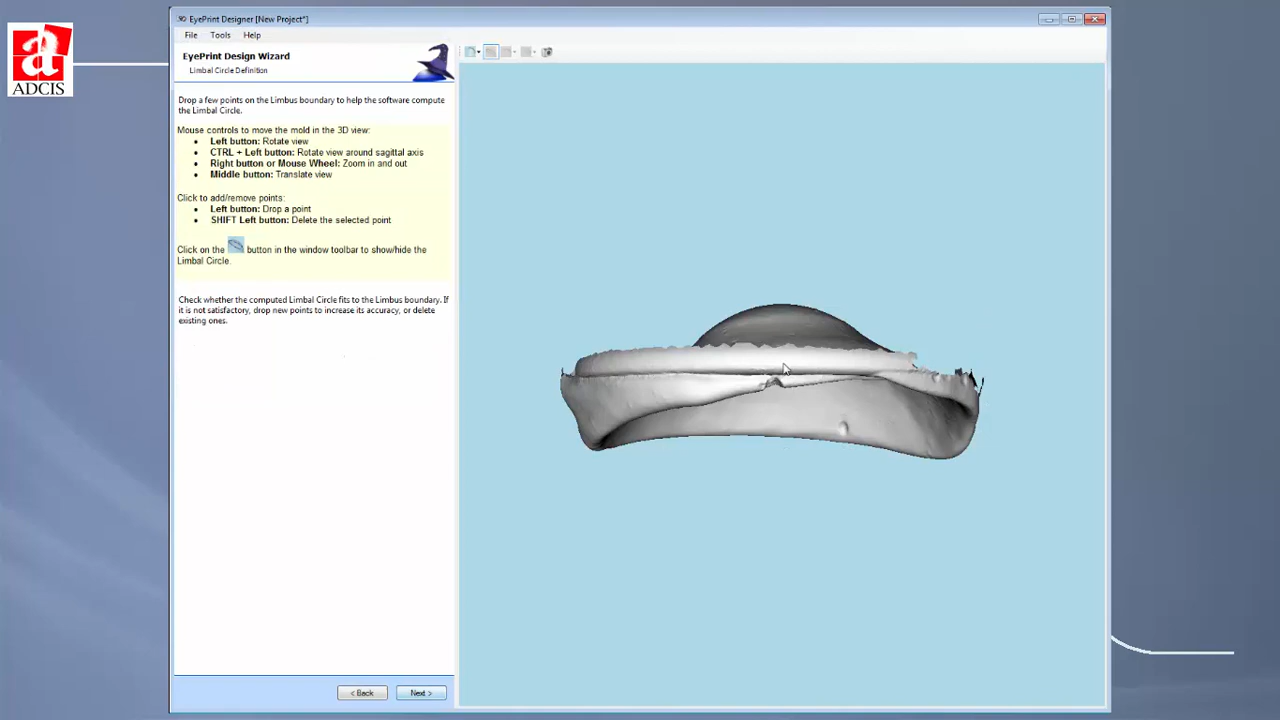 EyePrint Designer [New Project*]
File Tools Help
EyePrint Design Wizard
Limbal Circle Definition
ADCIS
Drop a few points on the Limbus boundary to help the software compute
the Limbal Circle.
Mouse controls to move the mold in the 3D view:
Left button: Rotate view
CTRL + Left button: Rotate view around sagittal axis
Right button or Mouse Wheel: Zoom in and out
Middle button: Translate view
Click to add/remove points:
Left button: Drop a point
SHIFT Left button: Delete the selected point
Click on the button in the window toolbar to show/hide the
Limbal Circle.
Check whether the computed Limbal Circle fits to the Limbus boundary. If
it is not satisfactory, drop new points to increase its accuracy, or delete
existing ones.
< Back Next >